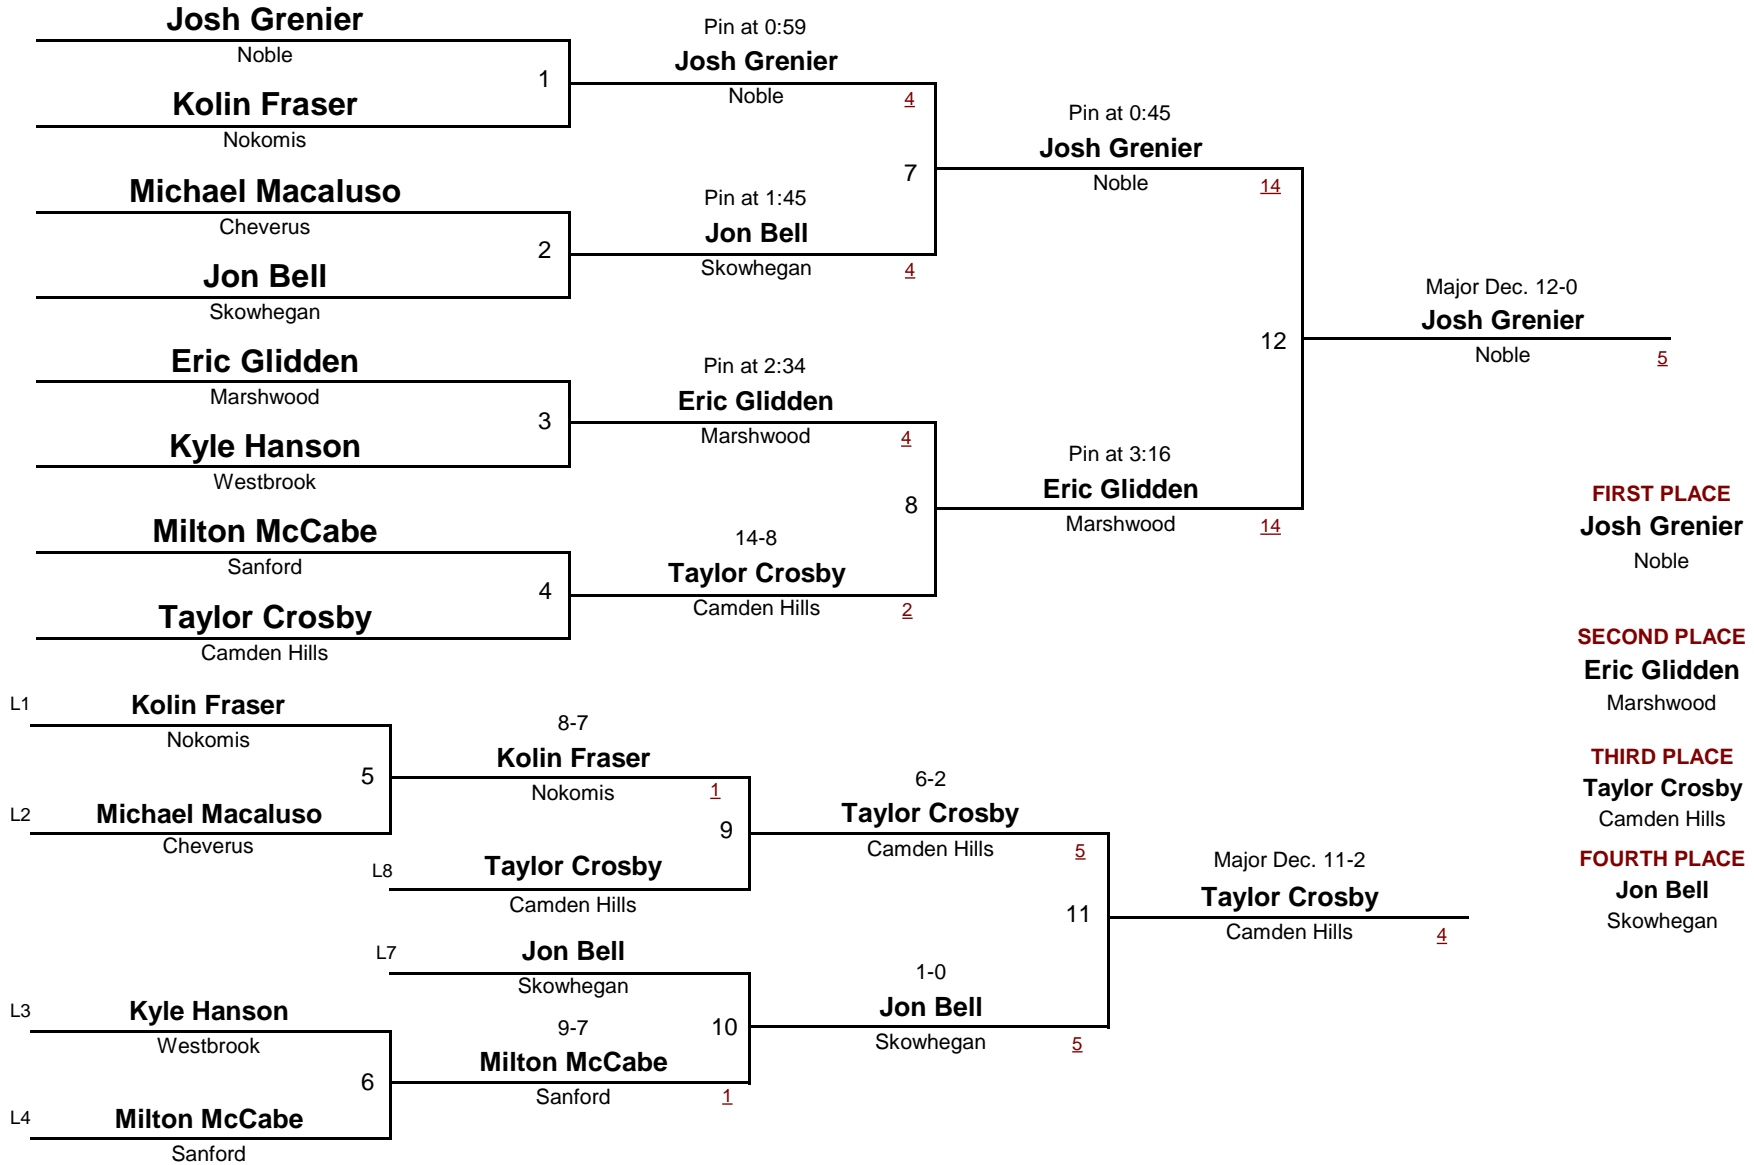 Josh Grenier
Noble
1
Kolin Fraser
Nokomis
Michael Macaluso
Cheverus
2
Jon Bell
Skowhegan
Eric Glidden
Marshwood
3
Kyle Hanson
Westbrook
Milton McCabe
Sanford
4
Taylor Crosby
Camden Hills
Pin at 0:59
Josh Grenier
Noble
4
7
Pin at 1:45
Jon Bell
Skowhegan
4
Pin at 2:34
Eric Glidden
Marshwood
4
8
14-8
Taylor Crosby
Camden Hills
2
Pin at 0:45
Josh Grenier
Noble
14
12
Pin at 3:16
Eric Glidden
Marshwood
14
Major Dec. 12-0
Josh Grenier
Noble
5
L1
Kolin Fraser
Nokomis
5
L2
Michael Macaluso
Cheverus
L3
Kyle Hanson
Westbrook
6
L4
Milton McCabe
Sanford
8-7
Kolin Fraser
Nokomis
1
9
L8
Taylor Crosby
Camden Hills
L7
Jon Bell
Skowhegan
10
9-7
Milton McCabe
Sanford
1
6-2
Taylor Crosby
Camden Hills
5
11
1-0
Jon Bell
Skowhegan
5
Major Dec. 11-2
Taylor Crosby
Camden Hills
4
FIRST PLACE
Josh Grenier
Noble
SECOND PLACE
Eric Glidden
Marshwood
THIRD PLACE
Taylor Crosby
Camden Hills
FOURTH PLACE
Jon Bell
Skowhegan